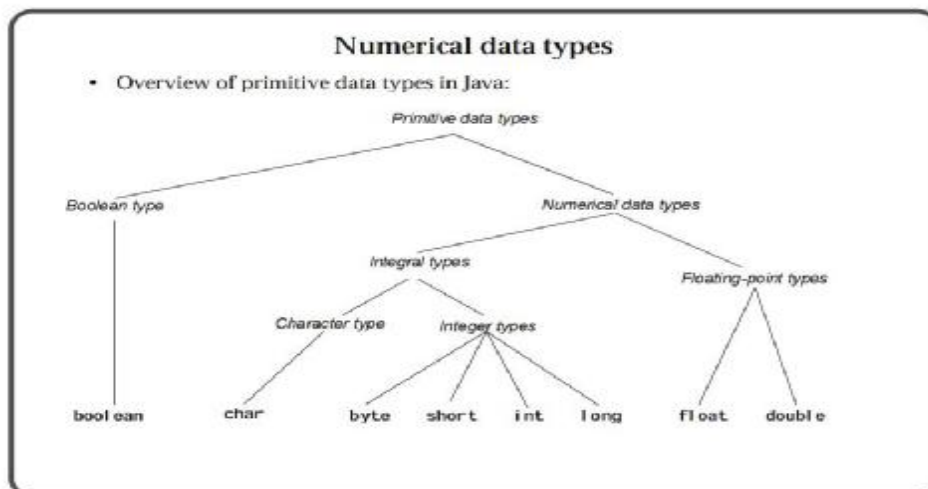 Numerical data types
• Overview of primitive data types in Java:
Primitive data types
Boolean type
Numerical data types
Integral types
Floating-point types
Character type
Integer types
boolean
char
byte
short
int
long
float
double